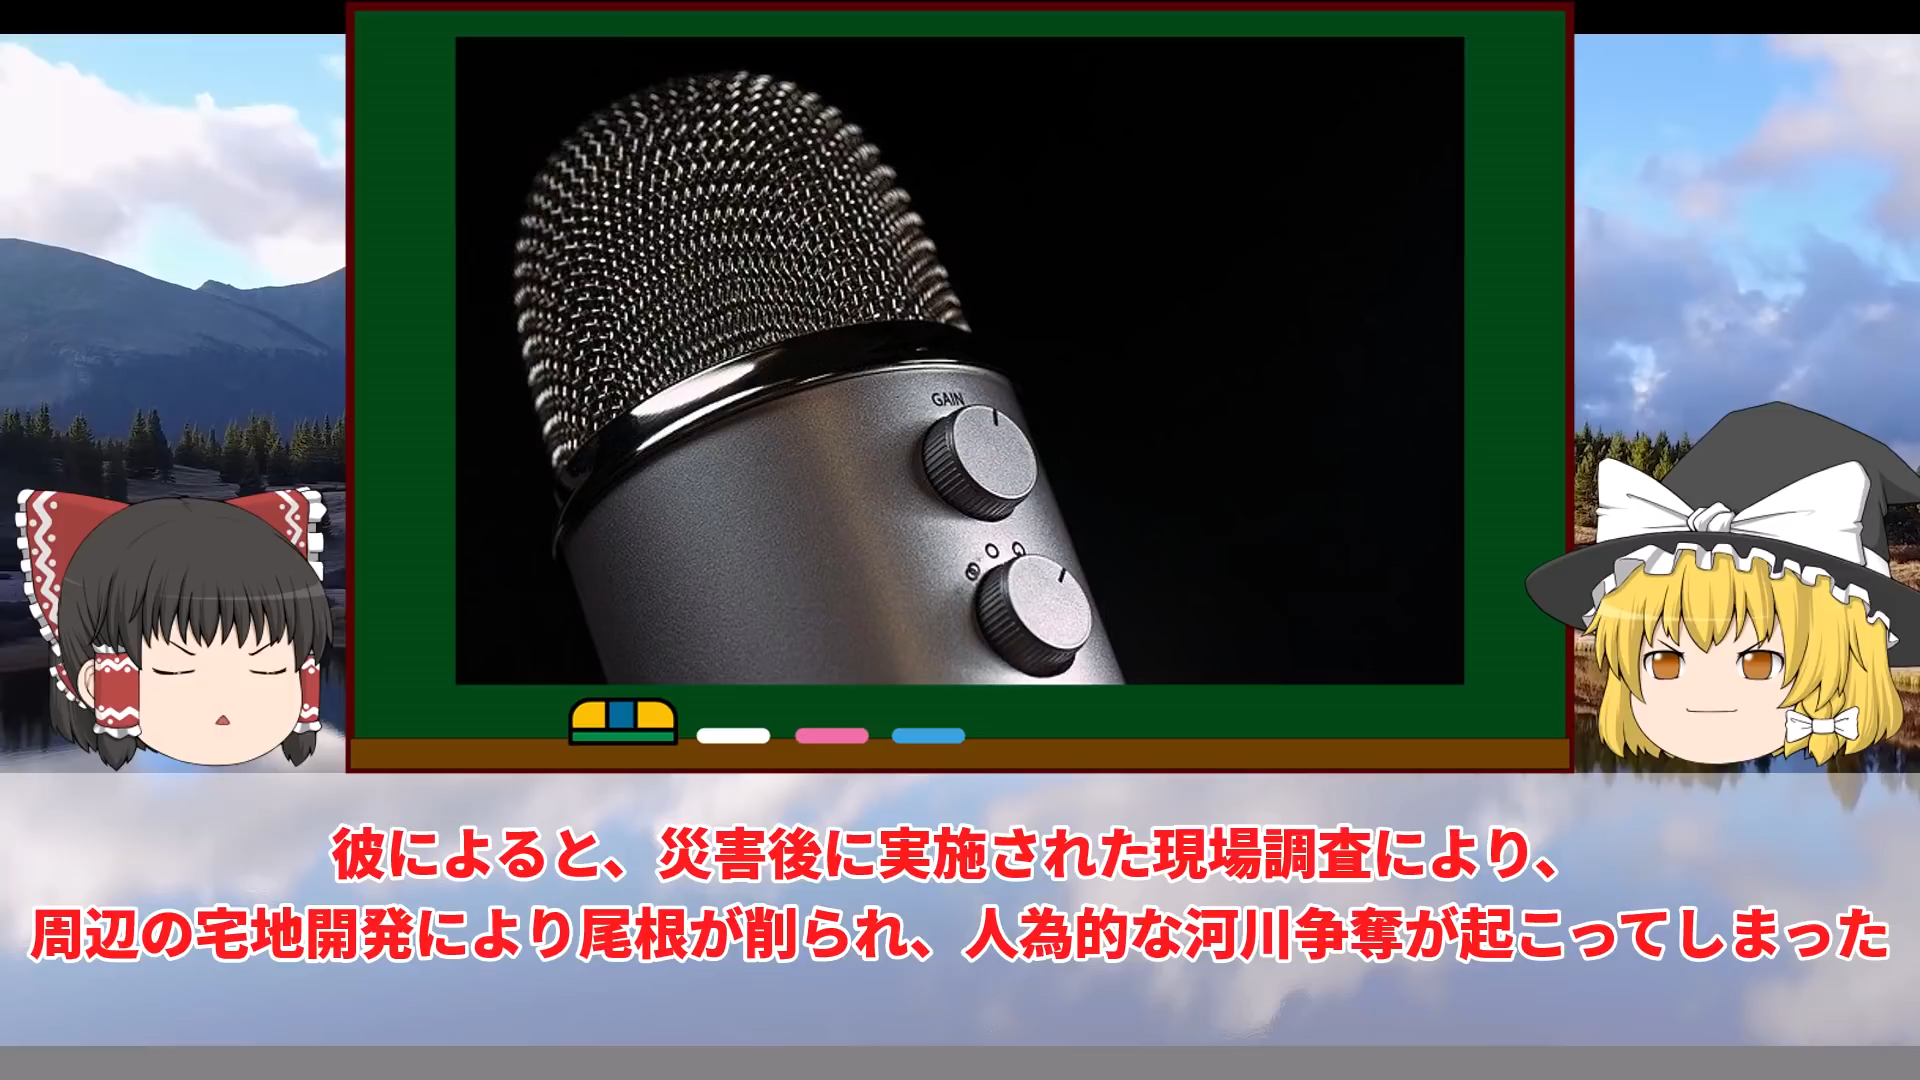 GAIN
彼によると、災害後に実施された現場調査により、
周辺の宅地開発により尾根が削られ、人為的な河川争奪が起こってしまった